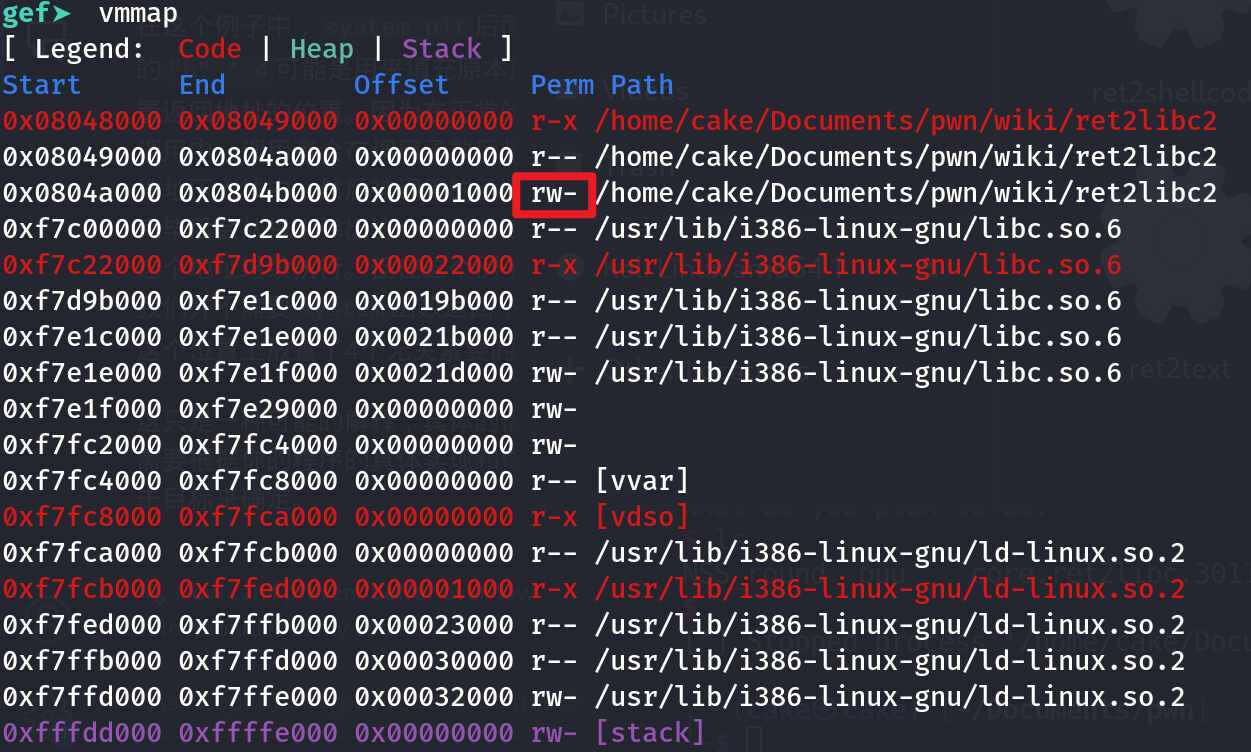 gef➤  vmmap
[ Legend:  Code | Heap | Stack ]
Start      End        Offset     Perm Path
0x08048000 0x08049000 0x00000000 r-x /home/cake/Documents/pwn/wiki/ret2libc2
0x08049000 0x0804a000 0x00000000 r-- /home/cake/Documents/pwn/wiki/ret2libc2
0x0804a000 0x0804b000 0x00001000 rw- /home/cake/Documents/pwn/wiki/ret2libc2
0xf7c00000 0xf7c22000 0x00000000 r-- /usr/lib/i386-linux-gnu/libc.so.6
0xf7c22000 0xf7d9b000 0x00022000 r-x /usr/lib/i386-linux-gnu/libc.so.6
0xf7d9b000 0xf7e1c000 0x0019b000 r-- /usr/lib/i386-linux-gnu/libc.so.6
0xf7e1c000 0xf7e1e000 0x0021b000 r-- /usr/lib/i386-linux-gnu/libc.so.6
0xf7e1e000 0xf7e1f000 0x0021d000 rw- /usr/lib/i386-linux-gnu/libc.so.6
0xf7e1f000 0xf7e29000 0x00000000 rw-
0xf7fc2000 0xf7fc4000 0x00000000 rw-
0xf7fc4000 0xf7fc8000 0x00000000 r-- [vvar]
0xf7fc8000 0xf7fca000 0x00000000 r-x [vdso]
0xf7fca000 0xf7fcb000 0x00000000 r-- /usr/lib/i386-linux-gnu/ld-linux.so.2
0xf7fcb000 0xf7fed000 0x00001000 r-x /usr/lib/i386-linux-gnu/ld-linux.so.2
0xf7fed000 0xf7ffb000 0x00023000 r-- /usr/lib/i386-linux-gnu/ld-linux.so.2
0xf7ffb000 0xf7ffd000 0x00030000 r-- /usr/lib/i386-linux-gnu/ld-linux.so.2
0xf7ffd000 0xf7ffe000 0x00032000 rw- /usr/lib/i386-linux-gnu/ld-linux.so.2
0xfffdd000 0xffffe000 0x00000000 rw- [stack]
Pictures
Videos
ret2shellcod
ret2text